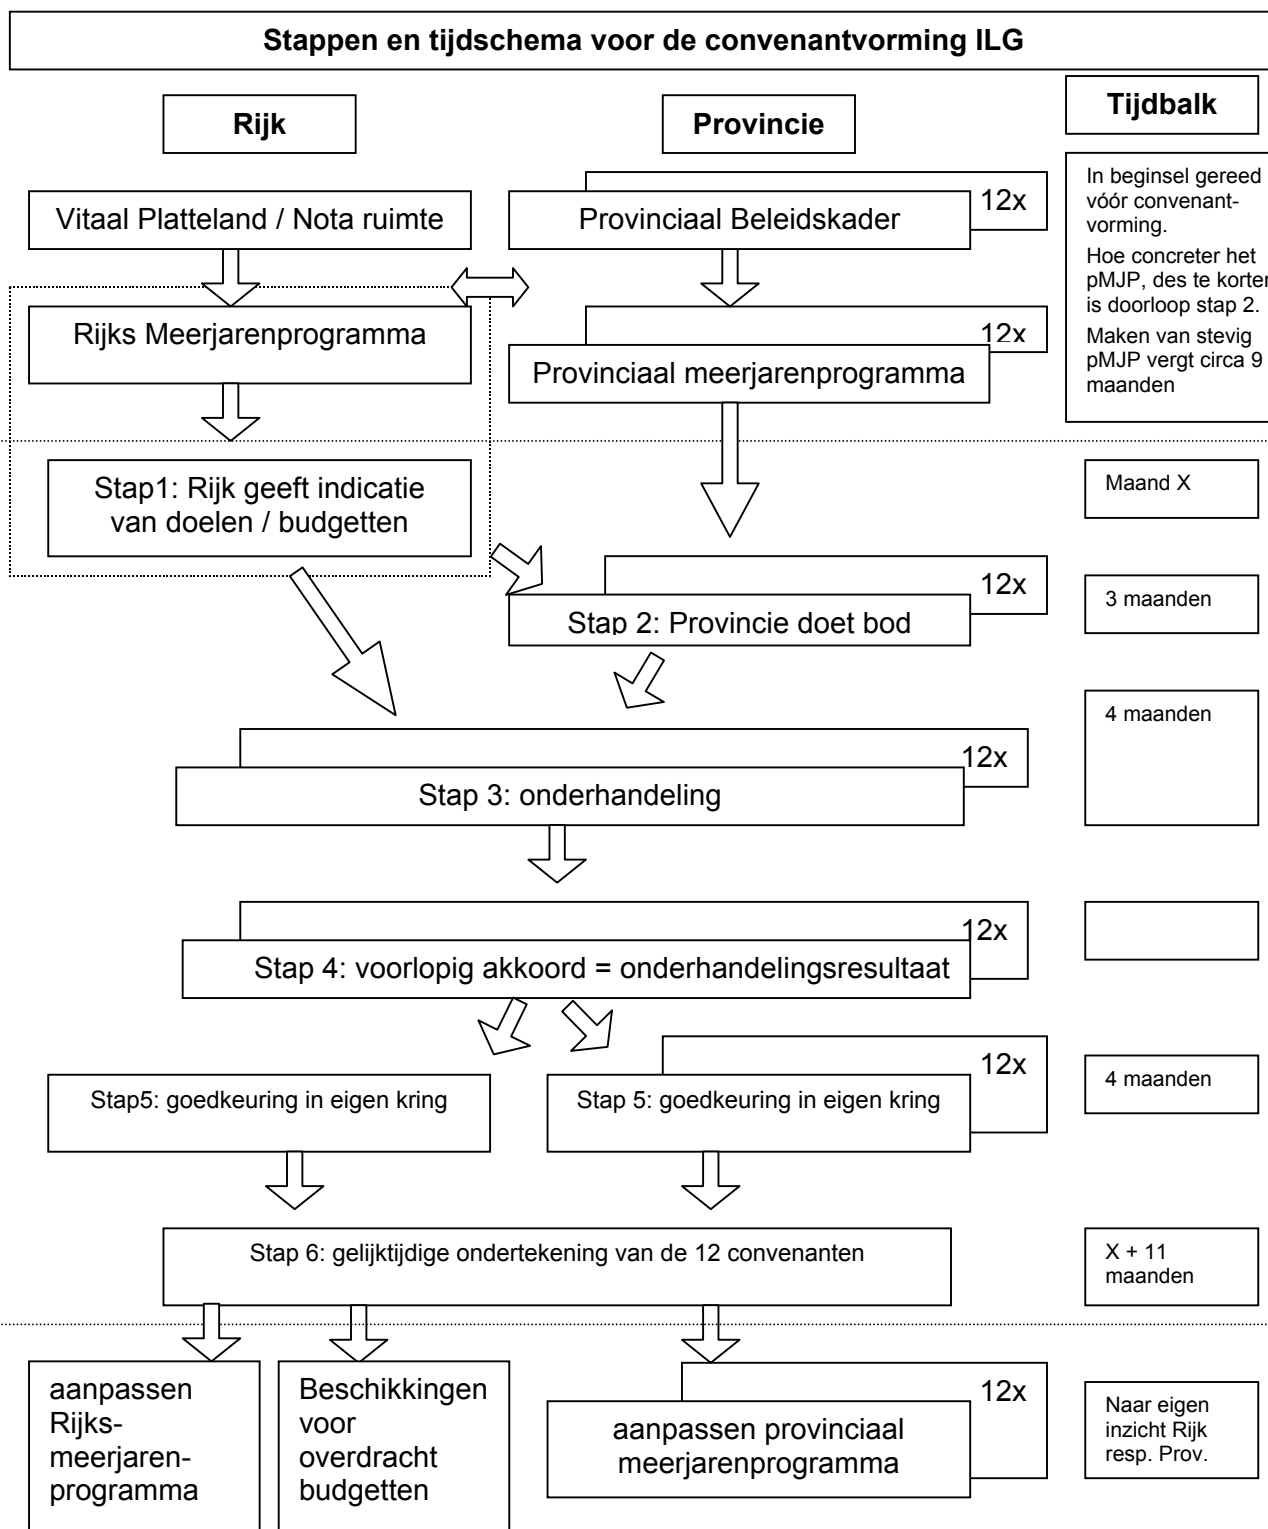 Stappen en tijdschema voor de convenantvorming ILG
Rijk
Provincie
Tijdbalk
Vitaal Platteland / Nota ruimte
12x
Provinciaal Beleidskader
In beginsel gereed
vóór convenant-
vorming.
Hoe concreter het
pMJP, des te korter
is doorloop stap 2.
Maken van stevig
pMJP vergt circa 9
maanden
Rijks Meerjarenprogramma
12x
Provinciaal meerjarenprogramma
Stap1: Rijk geeft indicatie
van doelen / budgetten
Maand X
12x
Stap 2: Provincie doet bod
3 maanden
12x
Stap 3: onderhandeling
4 maanden
12x
Stap 4: voorlopig akkoord = onderhandelingsresultaat
Stap5: goedkeuring in eigen kring
12x
Stap 5: goedkeuring in eigen kring
4 maanden
Stap 6: gelijktijdige ondertekening van de 12 convenanten
X + 11
maanden
aanpassen
Rijks-
meerjaren-
programma
Beschikkingen
voor
overdracht
budgetten
12x
aanpassen provinciaal
meerjarenprogramma
Naar eigen
inzicht Rijk
resp. Prov.